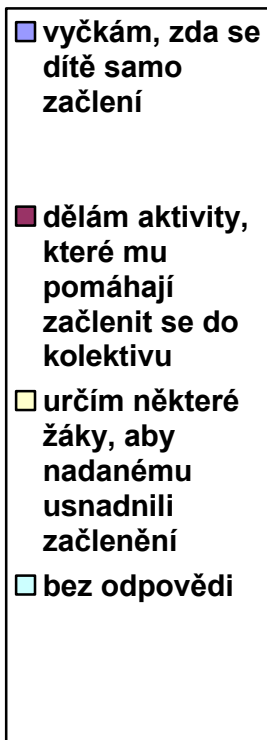 vyčkám, zda se
dítě samo
začlení
dělám aktivity,
které mu
pomáhají
začlenit se do
kolektivu
určím některé
žáky, aby
nadanému
usnadnili
začlenění
bez odpovědi